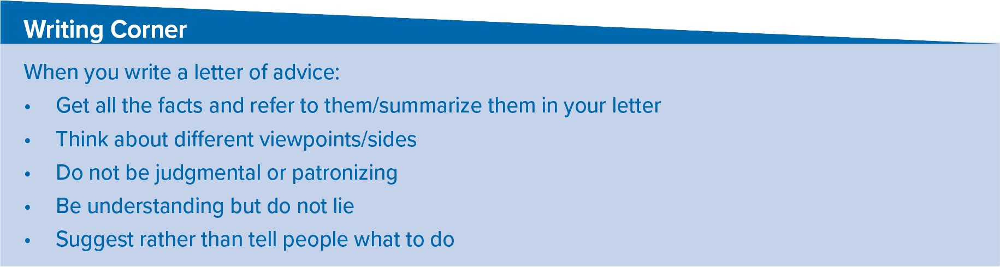 Writing Corner
When you write a letter of advice:
• Get all the facts and refer to them/summarize them in your letter
• Think about different viewpoints/sides
• Do not be judgmental or patronizing
• Be understanding but do not lie
• Suggest rather than tell people what to do